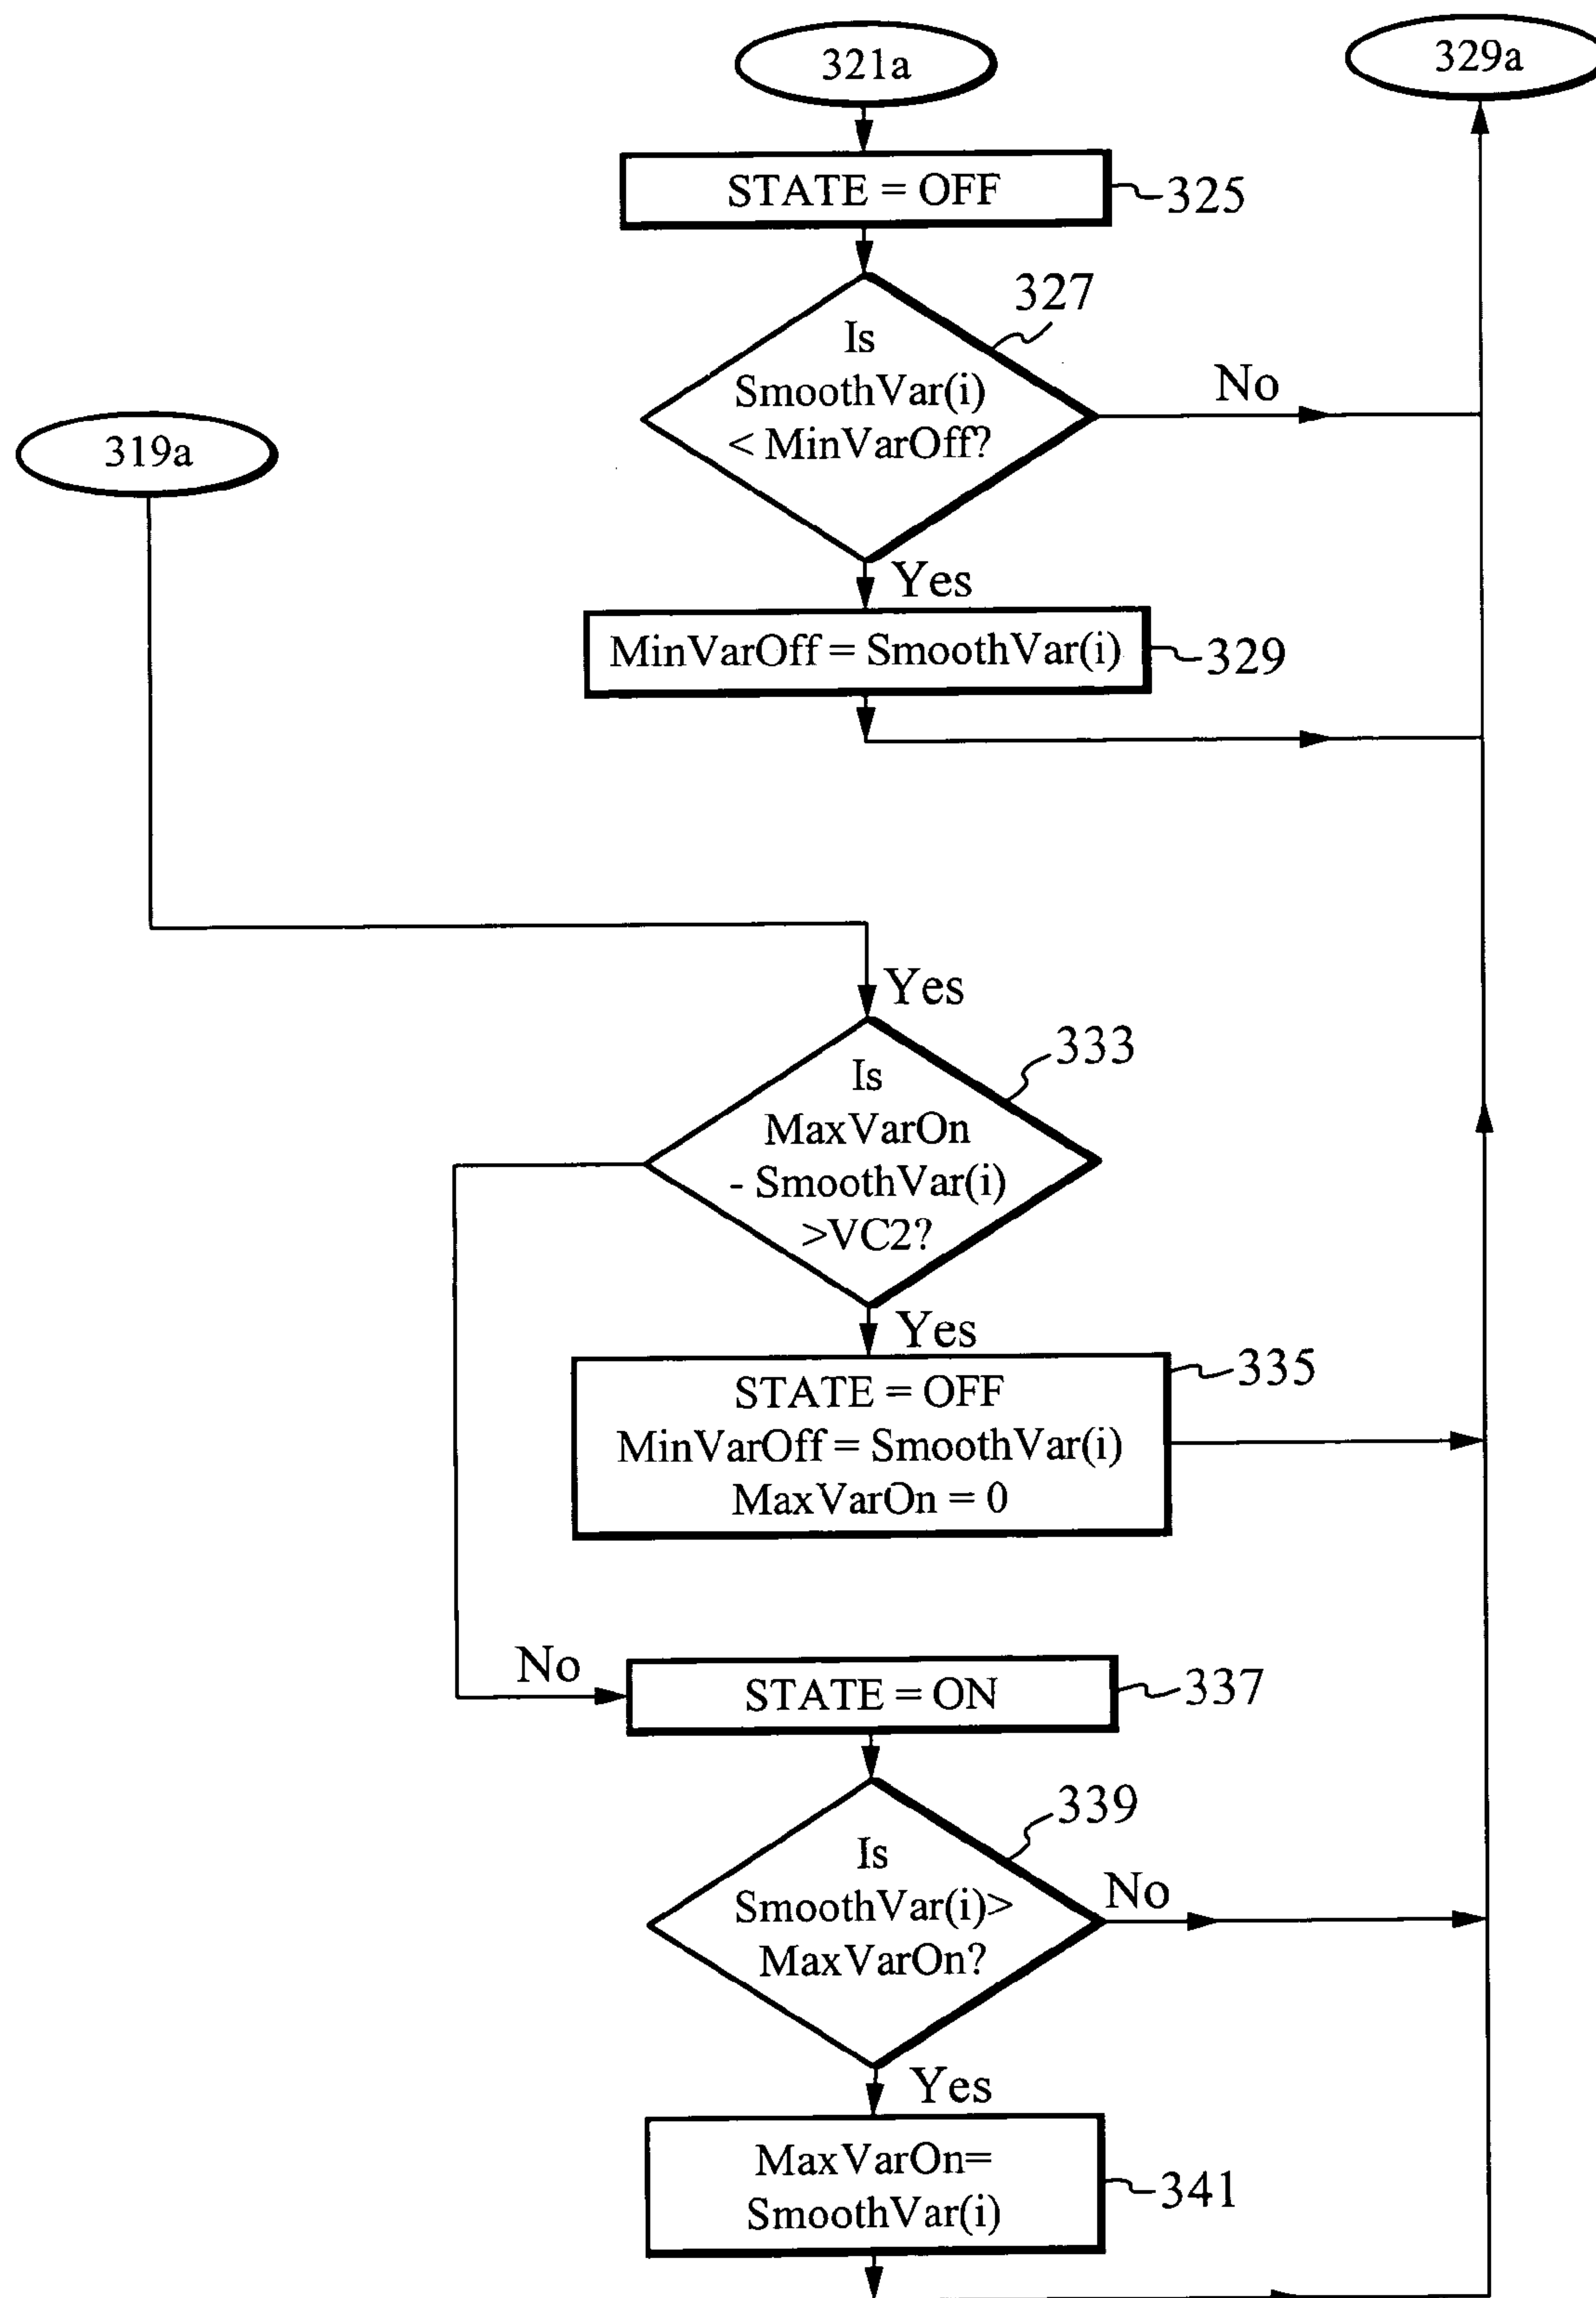 321a
329a
STATE = OFF
325
327
Is
SmoothVar(i)
< MinVarOff?
No
319a
Yes
MinVarOff = SmoothVar(i)
329
Yes
333
Is
MaxVarOn
- SmoothVar(i)
>VC2?
Yes
335
STATE = OFF
MinVarOff = SmoothVar(i)
MaxVarOn = 0
No
STATE = ON
337
339
Is
SmoothVar(i)>
MaxVarOn?
No
Yes
MaxVarOn=
SmoothVar(i)
341